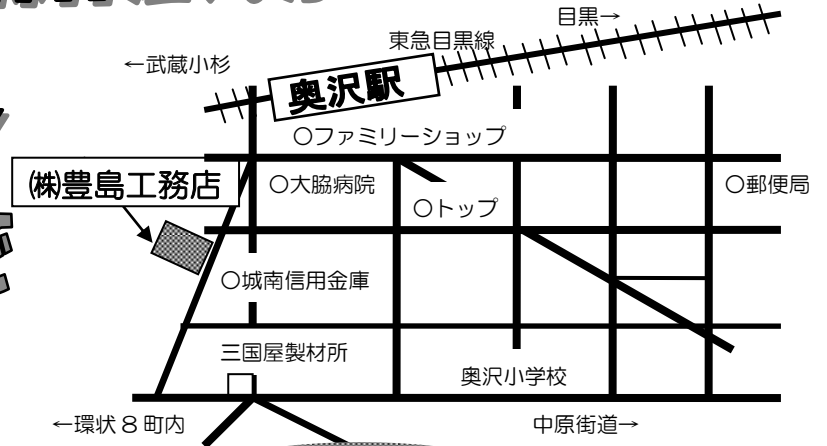 目黒→
東急目黒線
←武蔵小杉
奥沢駅
○ファミリーショップ
㈱豊島工務店
○大脇病院
○郵便局
○トップ
○城南信用金庫
三国屋製材所
奥沢小学校
←環状８町内
中原街道→